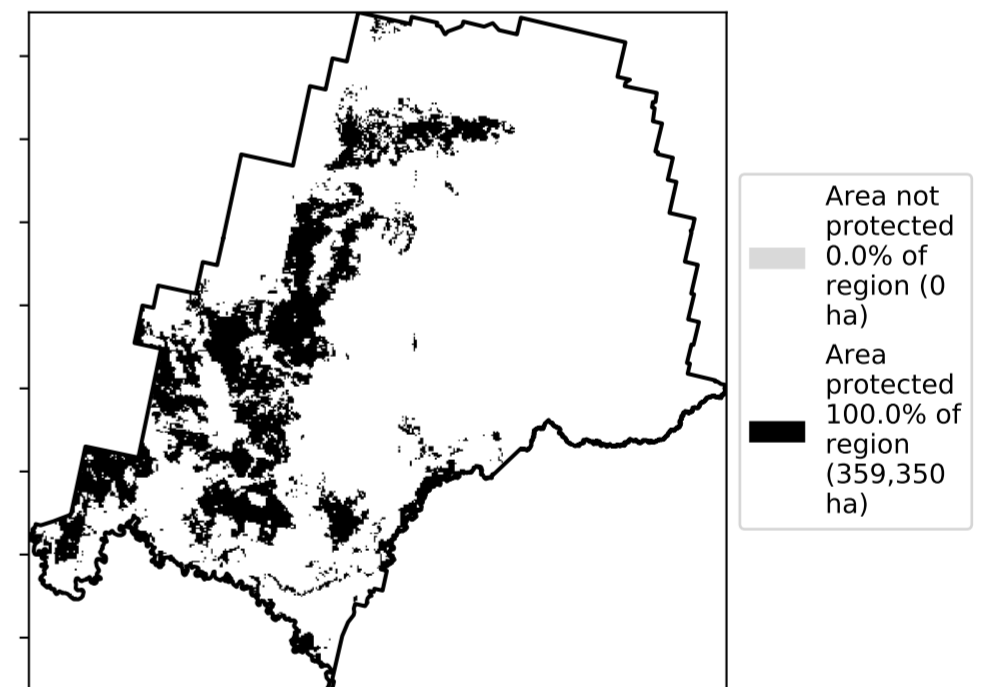 Area not
protected
0.0% of
region (0
ha)
Area
protected
100.0% of
region
(359,350
ha)